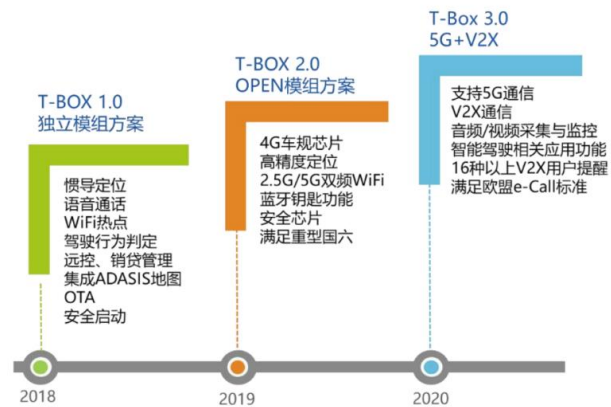 T-BOX 1.0
独立模组方案
惯导定位
语音通话
WiFi热点
驾驶行为判定
远控、销贷管理
集成ADASIS地图
OTA
安全启动
2018
T-BOX 2.0
OPEN模组方案
4G车规芯片
高精度定位
2.5G/5G双频WiFi
蓝牙钥匙功能
安全芯片
满足重型国六
2019
T-Box 3.0
5G+V2X
支持5G通信
V2X通信
音频/视频采集与监控
智能驾驶相关应用功能
16种以上V2X用户提醒
满足欧盟e-Call标准
2020